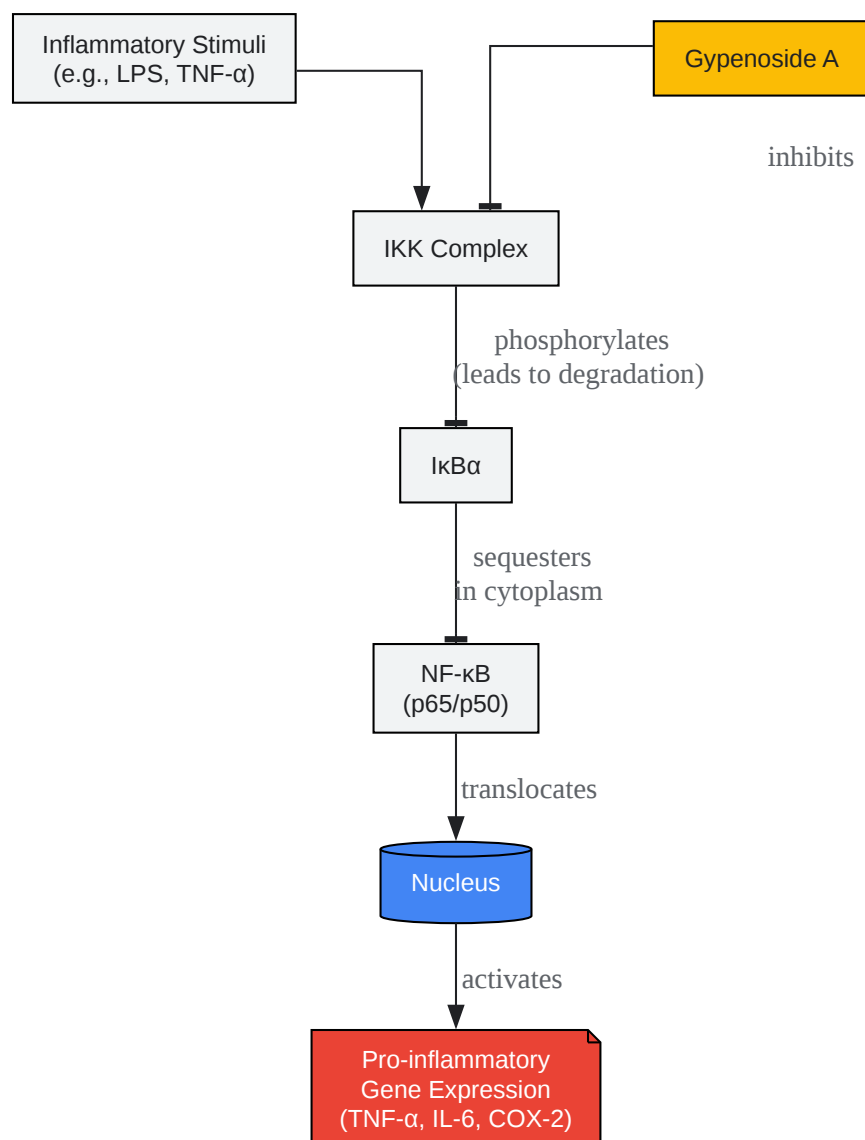 Inflammatory Stimuli
(e.g., LPS, TNF-α)
Gypenoside A
inhibits
IKK Complex
phosphorylates
(leads to degradation)
IκBα
sequesters
in cytoplasm
NF-κB
(p65/p50)
translocates
Nucleus
activates
Pro-inflammatory
Gene Expression
(TNF-α, IL-6, COX-2)